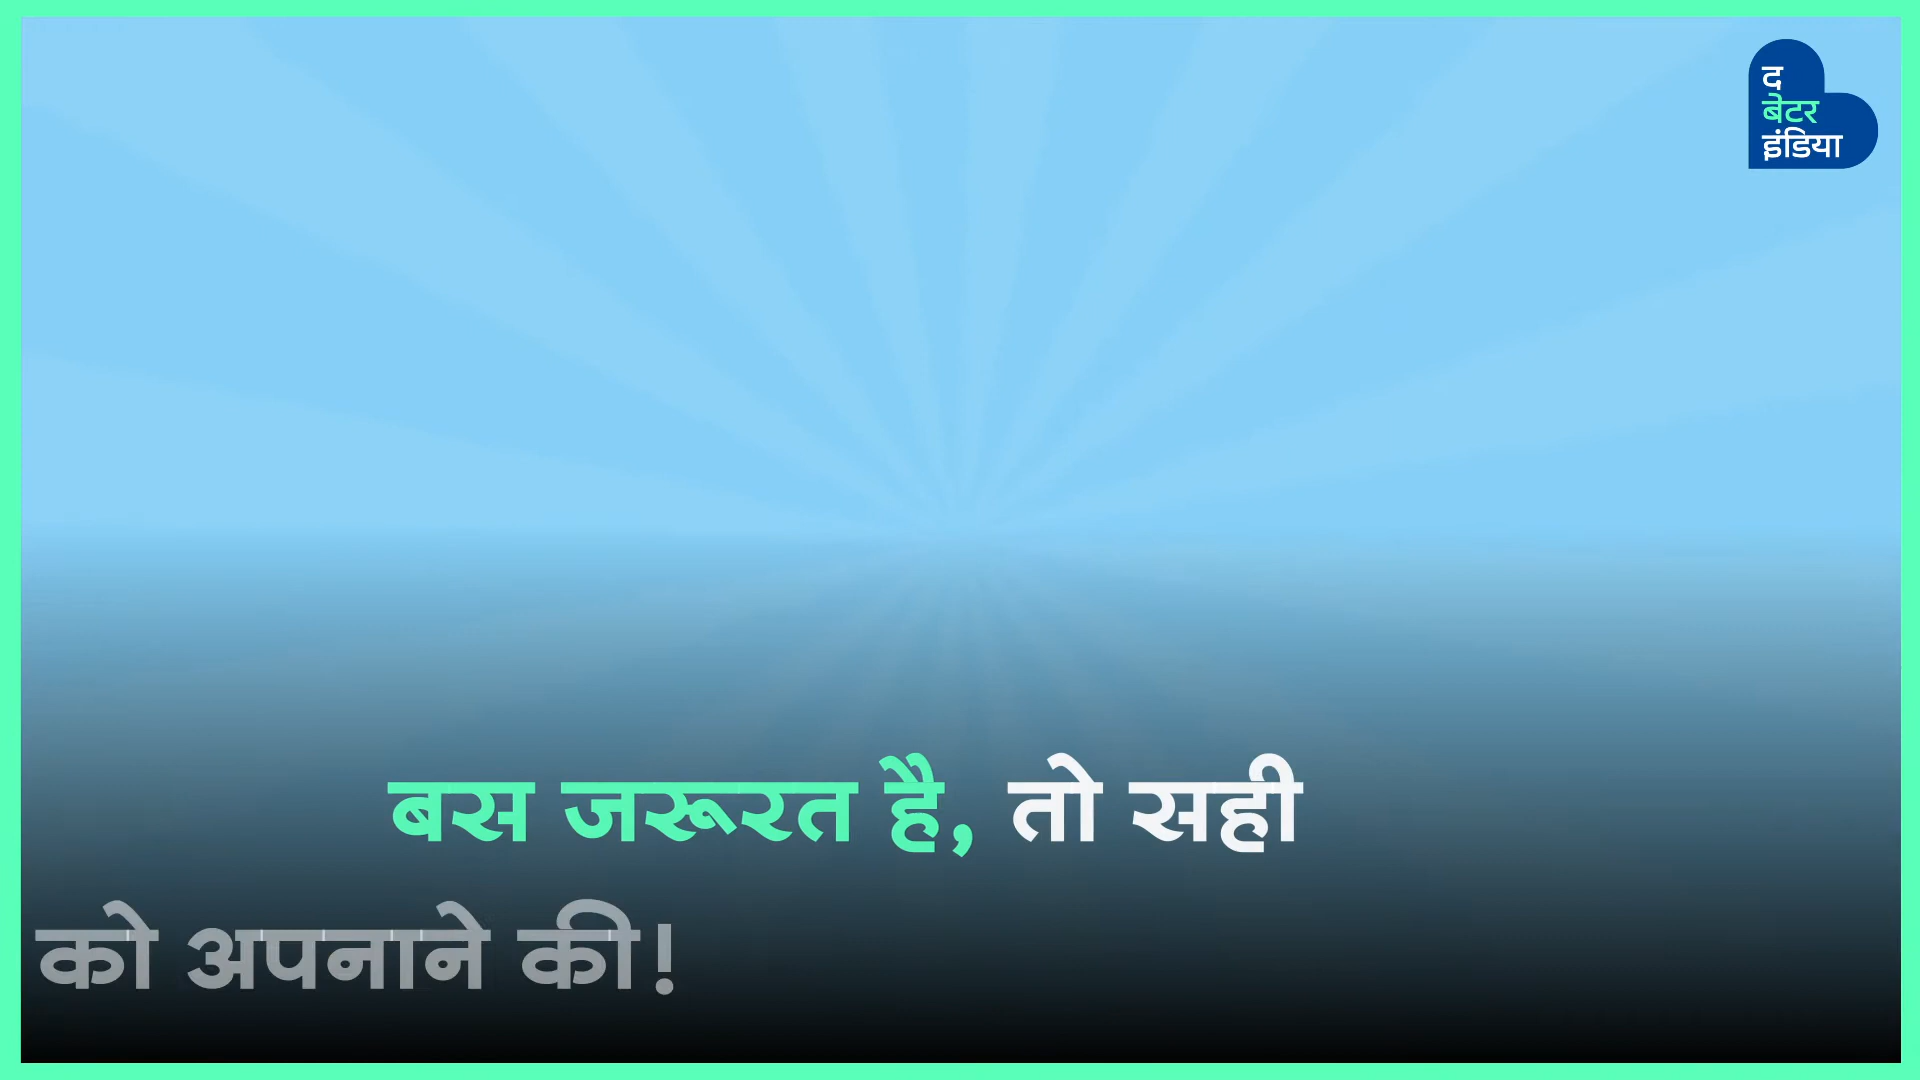 द
बेटर
इंडिया
बस जरूरत है, तो सही
को अपनाने की!